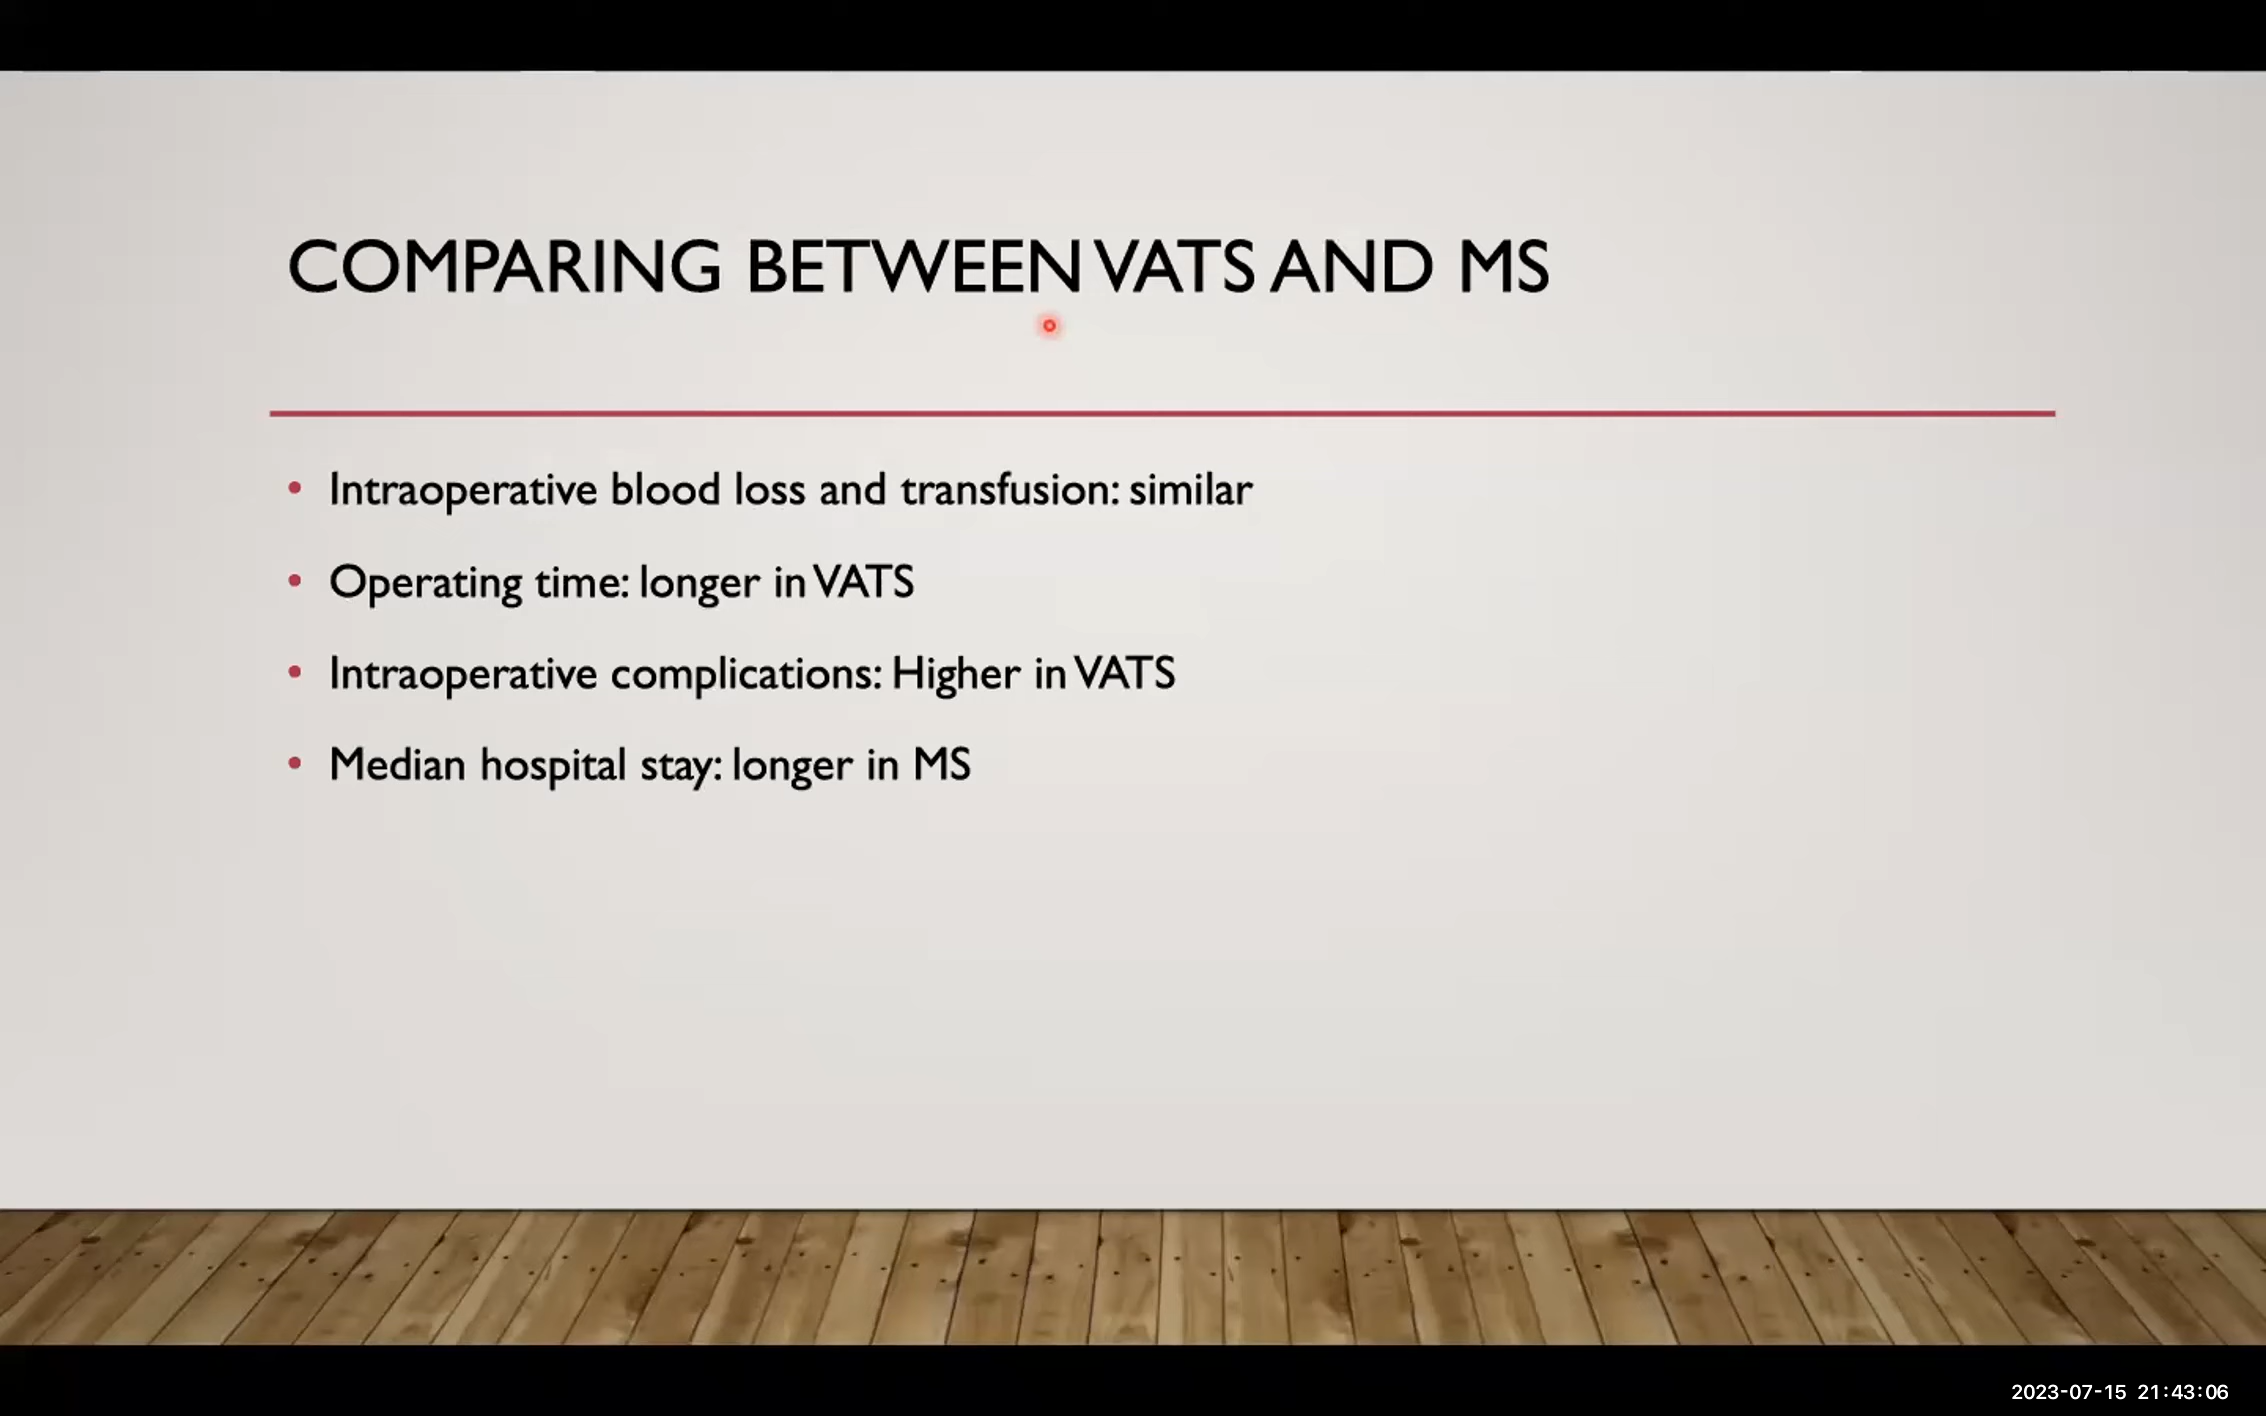 COMPARING BETWEEN VATS AND MS
• Intraoperative blood loss and transfusion: similar
• Operating time: longer in VATS
• Intraoperative complications: Higher in VATS
• Median hospital stay: longer in MS
2023-07-15 21:43:06